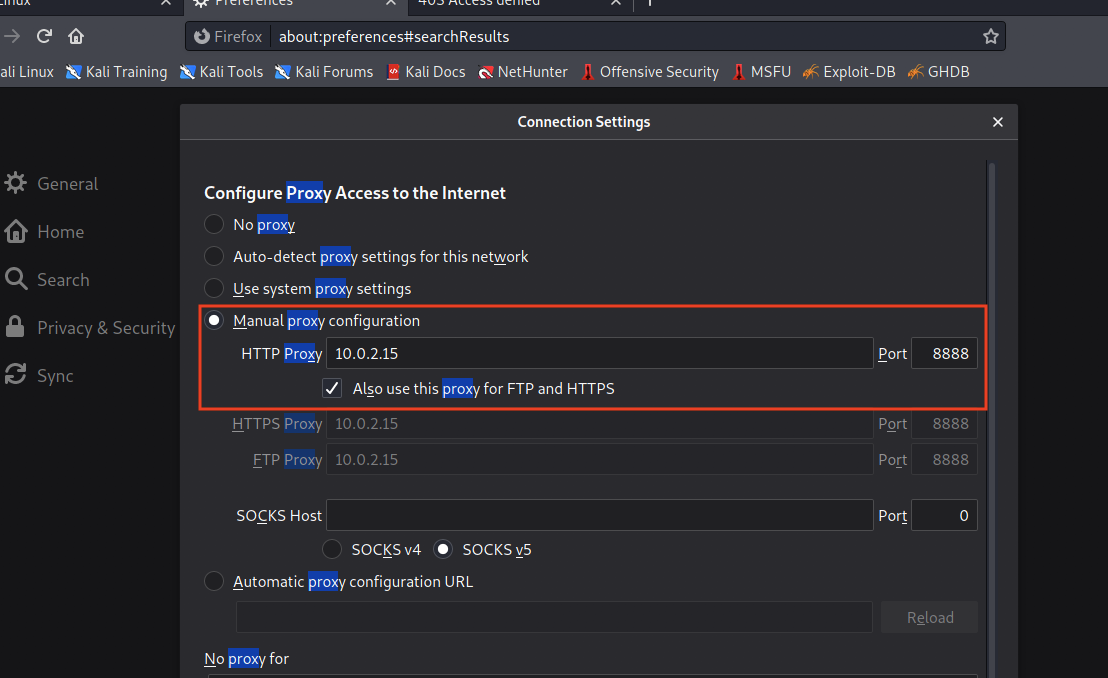 Linux Preferences 403 Access denied
Firefox about:preferences#searchResults
ali Linux Kali Training Kali Tools Kali Forums Kali Docs NetHunter Offensive Security MSFU Exploit-DB GHDB
Connection Settings
General
Home
Search
Privacy & Security
Sync
Configure Proxy Access to the Internet
No proxy
Auto-detect proxy settings for this network
Use system proxy settings
Manual proxy configuration
HTTP Proxy 10.0.2.15 Port 8888
Also use this proxy for FTP and HTTPS
HTTPS Proxy 10.0.2.15 Port 8888
FTP Proxy 10.0.2.15 Port 8888
SOCKS Host Port 0
SOCKS v4 SOCKS v5
Automatic proxy configuration URL
Reload
No proxy for